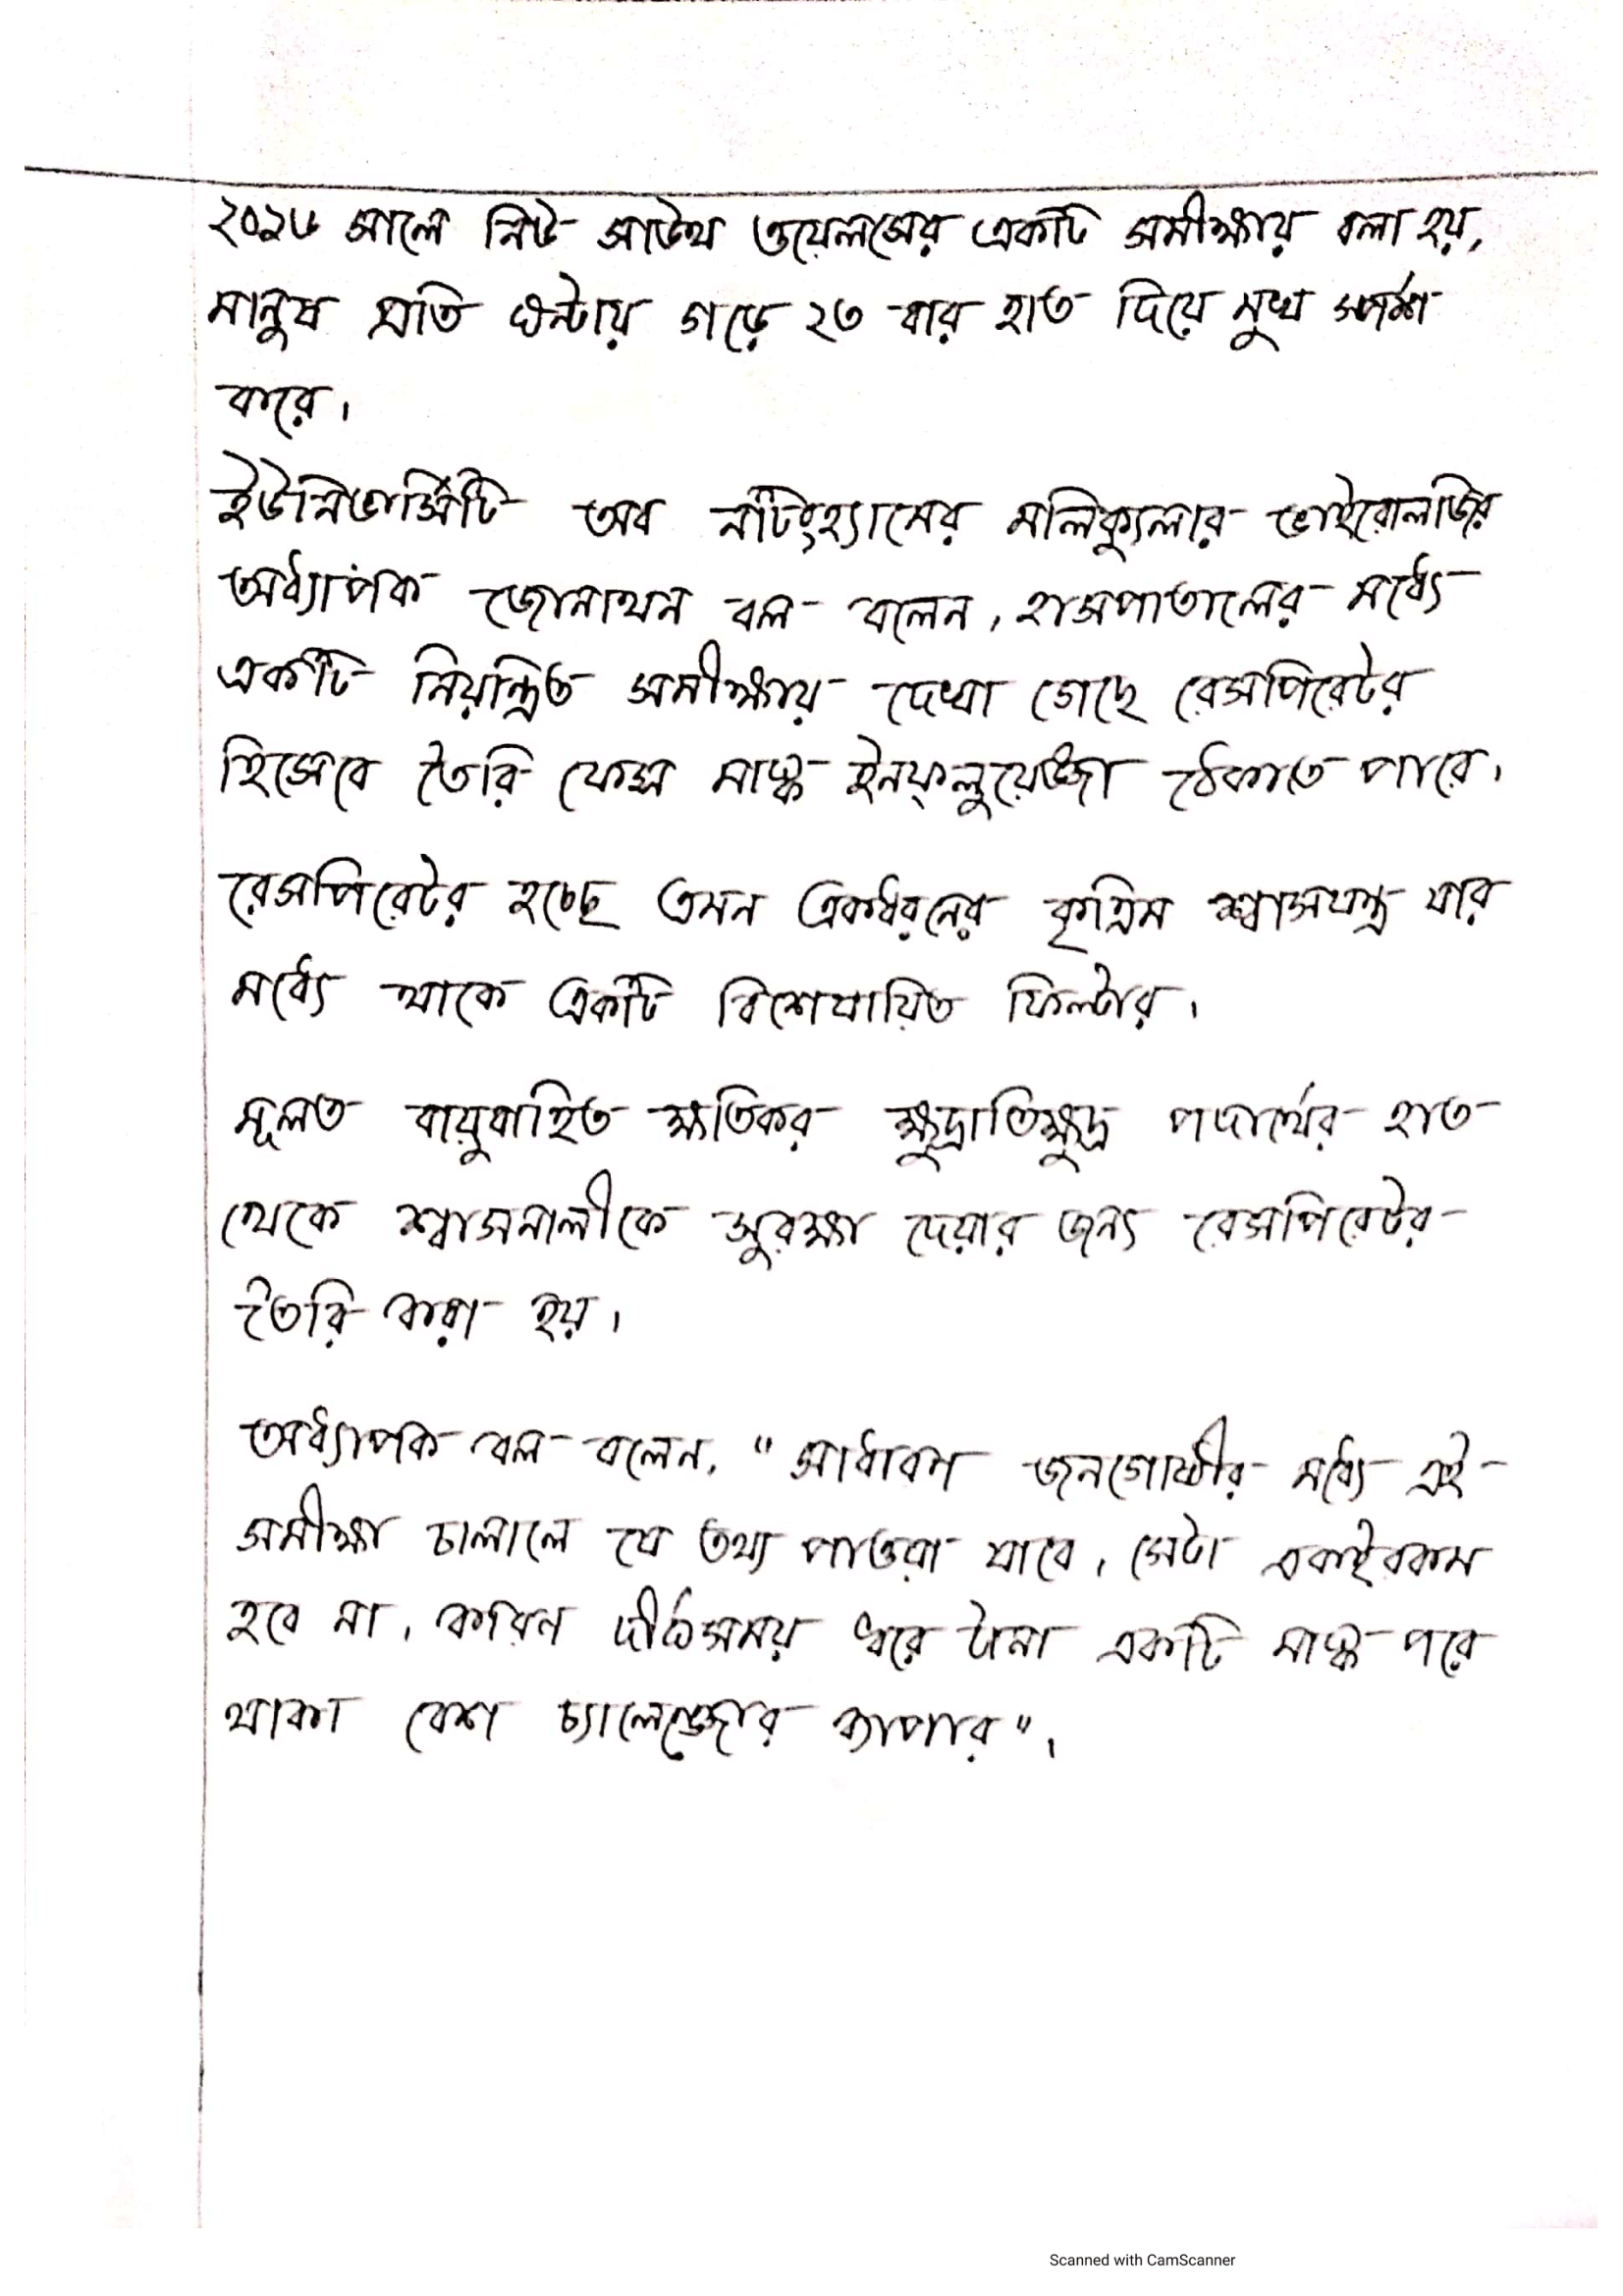 ২০১৬ সালে নিউ সাউথ ওয়েলসের একটি সমীক্ষায় বলা হয়,
মানুষ প্রতি ঘন্টায় গড়ে ২৩ বার হাত দিয়ে মুখ স্পর্শ
করে।
ইউনিভার্সিটি অব নটিংহ্যামের মলিক্যুলার ভাইরোলজির
অধ্যাপক জোনাথন বল বলেন, হাসপাতালের মধ্যে
একটি নিয়ন্ত্রিত সমীক্ষায় দেখা গেছে রেসপিরেটর
হিসেবে তৈরি ফেস মাস্ক ইনফ্লুয়েঞ্জা ঠেকাতে পারে।
রেসপিরেটর হচ্ছে এমন একধরনের কৃত্রিম শ্বাসযন্ত্র যার
মধ্যে থাকে একটি বিশেষায়িত ফিল্টার।
মূলত বায়ুবাহিত ক্ষতিকর ক্ষুদ্রাতিক্ষুদ্র পদার্থের হাত
থেকে শ্বাসনালীকে সুরক্ষা দেয়ার জন্য রেসপিরেটর
তৈরি করা হয়।
অধ্যাপক বল বলেন, "সাধারণ জনগোষ্ঠীর মধ্যে এই
সমীক্ষা চালালে যে তথ্য পাওয়া যাবে, সেটা একইরকম
হবে না, কারণ দীর্ঘসময় ধরে টানা একটি মাস্ক পরে
থাকা বেশ চ্যালেঞ্জের ব্যাপার"।
Scanned with CamScanner